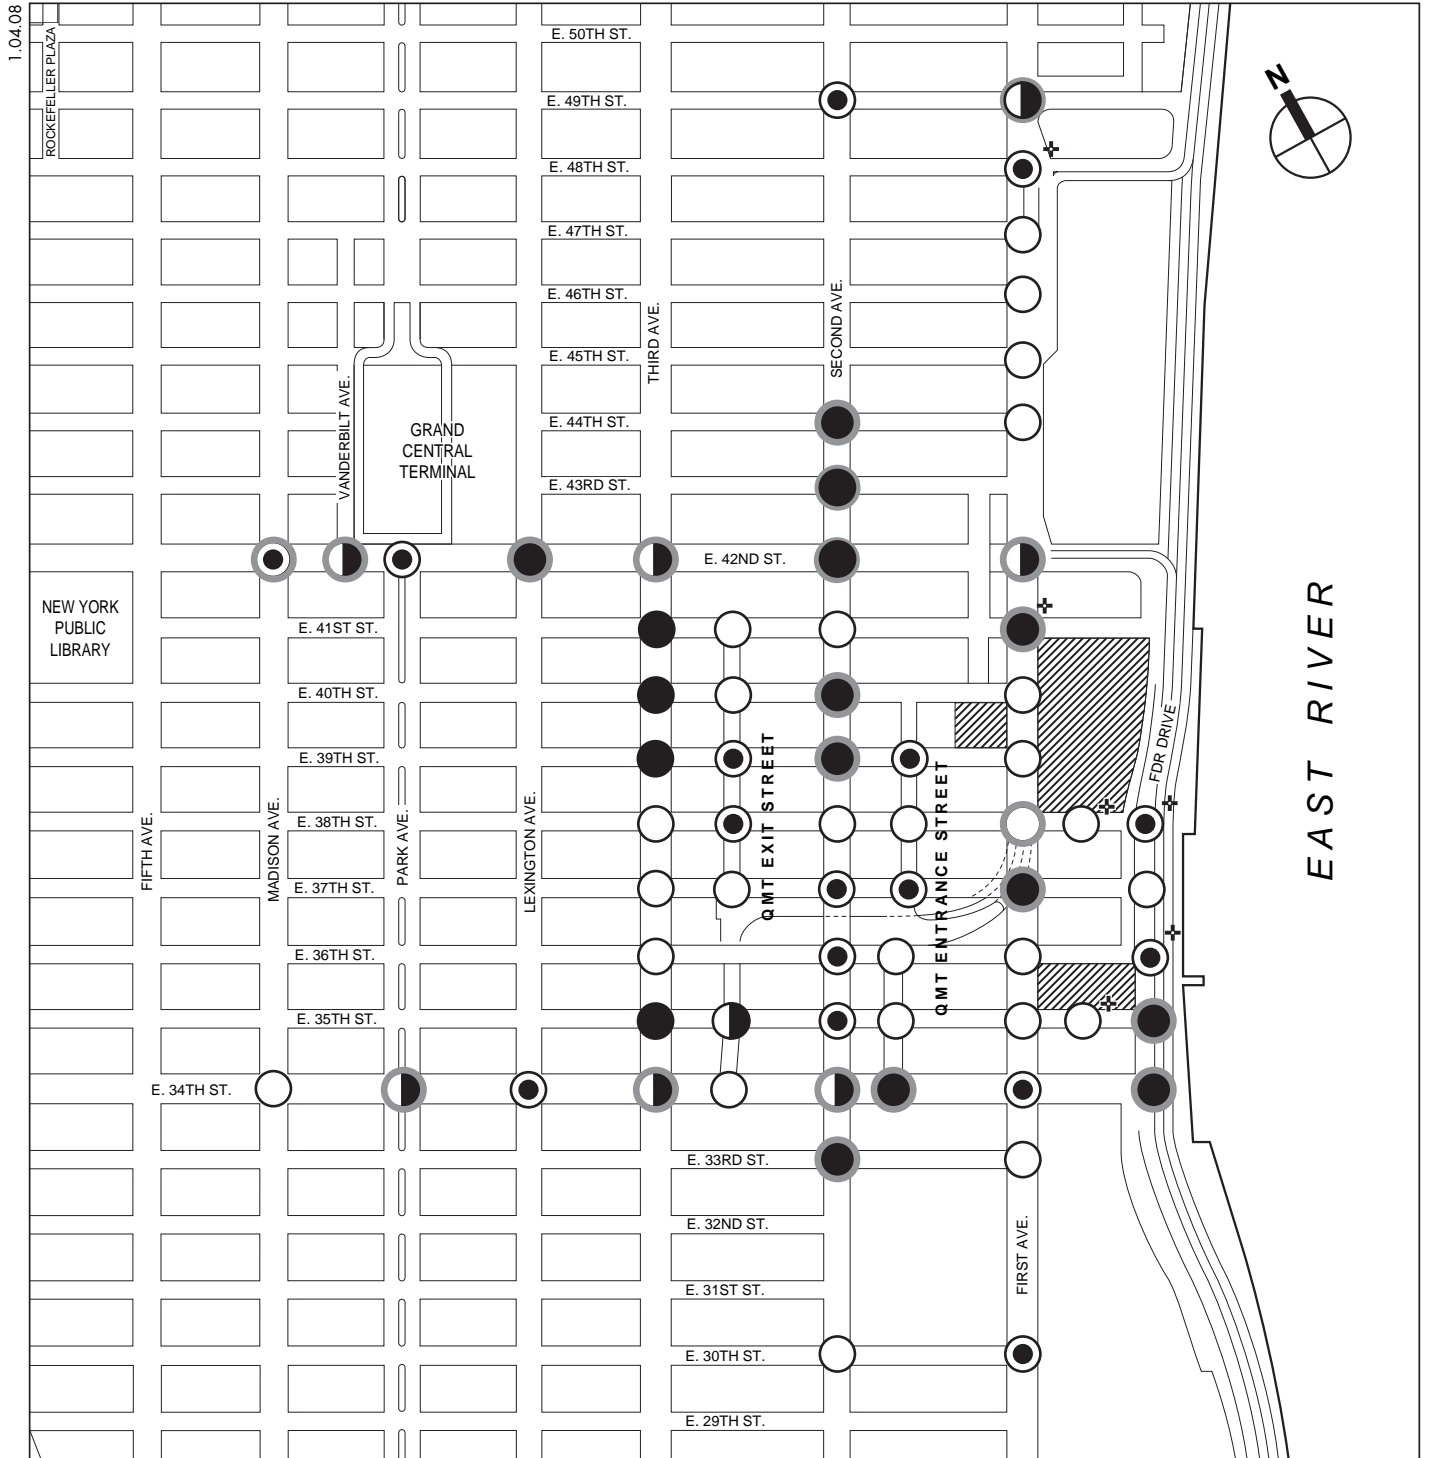 1.04.08
ROCKEFELLER PLAZA
E. 50TH ST.
E. 49TH ST.
N
E. 48TH ST.
E. 47TH ST.
E. 46TH ST.
THIRD AVE.
SECOND AVE.
E. 45TH ST.
VANDERBILT AVE.
GRAND
CENTRAL
TERMINAL
E. 44TH ST.
E. 43RD ST.
E. 42ND ST.
NEW YORK
PUBLIC
LIBRARY
E. 41ST ST.
E. 40TH ST.
E. 39TH ST.
QMT EXIT STREET
QMT ENTRANCE STREET
FDR DRIVE
EAST RIVER
FIFTH AVE.
MADISON AVE.
E. 38TH ST.
PARK AVE.
LEXINGTON AVE.
E. 37TH ST.
E. 36TH ST.
E. 35TH ST.
E. 34TH ST.
E. 33RD ST.
E. 32ND ST.
FIRST AVE.
E. 31ST ST.
E. 30TH ST.
E. 29TH ST.